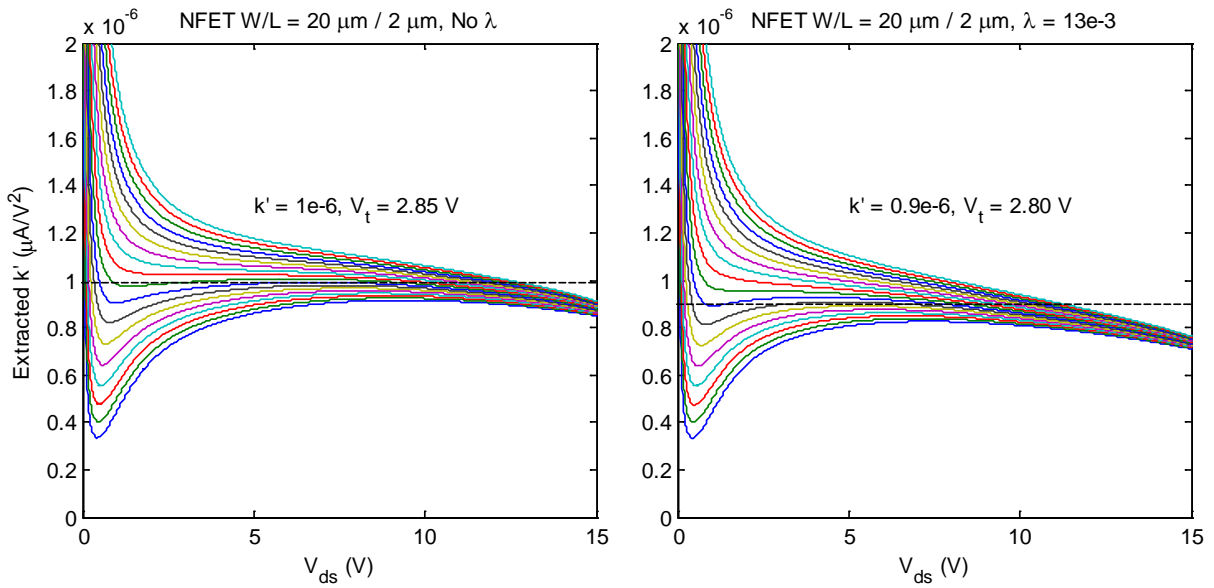 NFET W/L = 20 μm / 2 μm, No λ
x 10⁻⁶
2
1.8
1.6
1.4
1.2
1
0.8
0.6
0.4
0.2
0
Extracted k' (μA/V²)
k' = 1e-6, Vₜ = 2.85 V
0 5 10 15
V_ds (V)
NFET W/L = 20 μm / 2 μm, λ = 13e-3
x 10⁻⁶
2
1.8
1.6
1.4
1.2
1
0.8
0.6
0.4
0.2
0
k' = 0.9e-6, Vₜ = 2.80 V
0 5 10 15
V_ds (V)